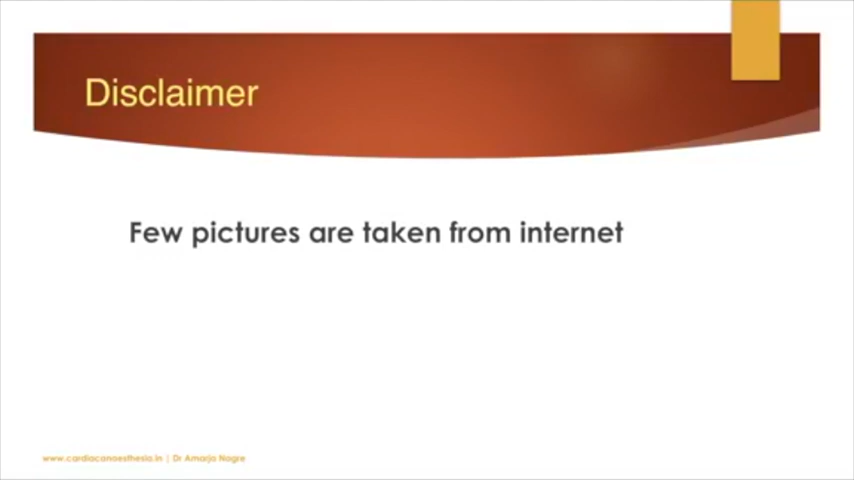 Disclaimer
Few pictures are taken from internet
www.cardiacanaesthesia.in | Dr Amarja Nagre